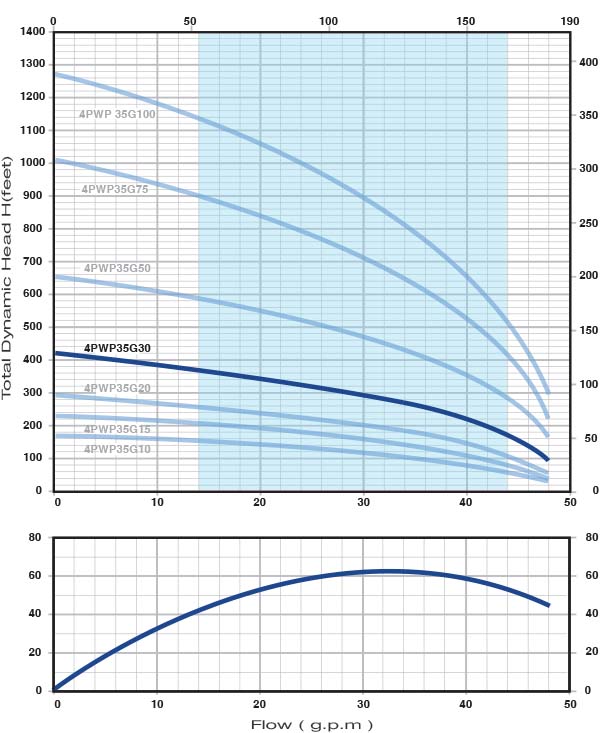 0 50 100 150 190
1400
400
1300
1200
4PWP 35G100
350
1100
1000
300
4PWP35G75
900
250
800
700
4PWP35G50
200
600
500
150
4PWP35G30
400
100
4PWP35G20
300
200
4PWP35G15
50
4PWP35G10
100
0 0
0 10 20 30 40 50
Total Dynamic Head H(feet)
80 80
60 60
40 40
20 20
0 0
0 10 20 30 40 50
Flow ( g.p.m )